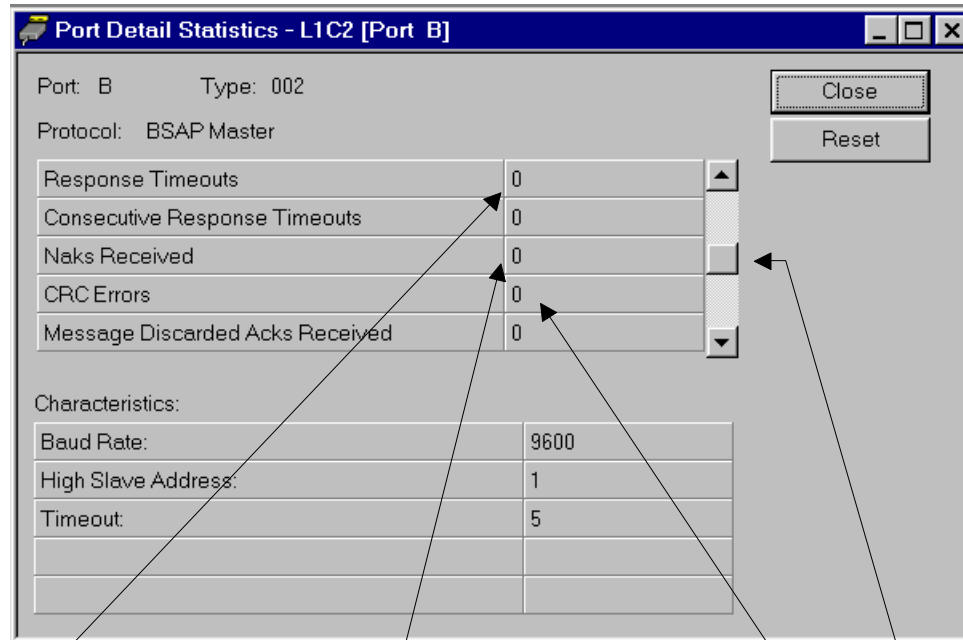 Port Detail Statistics - L1C2 [Port B]
Port: B Type: 002
Close
Protocol: BSAP Master
Reset
Response Timeouts 0
Consecutive Response Timeouts 0
Naks Received 0
CRC Errors 0
Message Discarded Acks Received 0
Characteristics:
Baud Rate: 9600
High Slave Address: 1
Timeout: 5